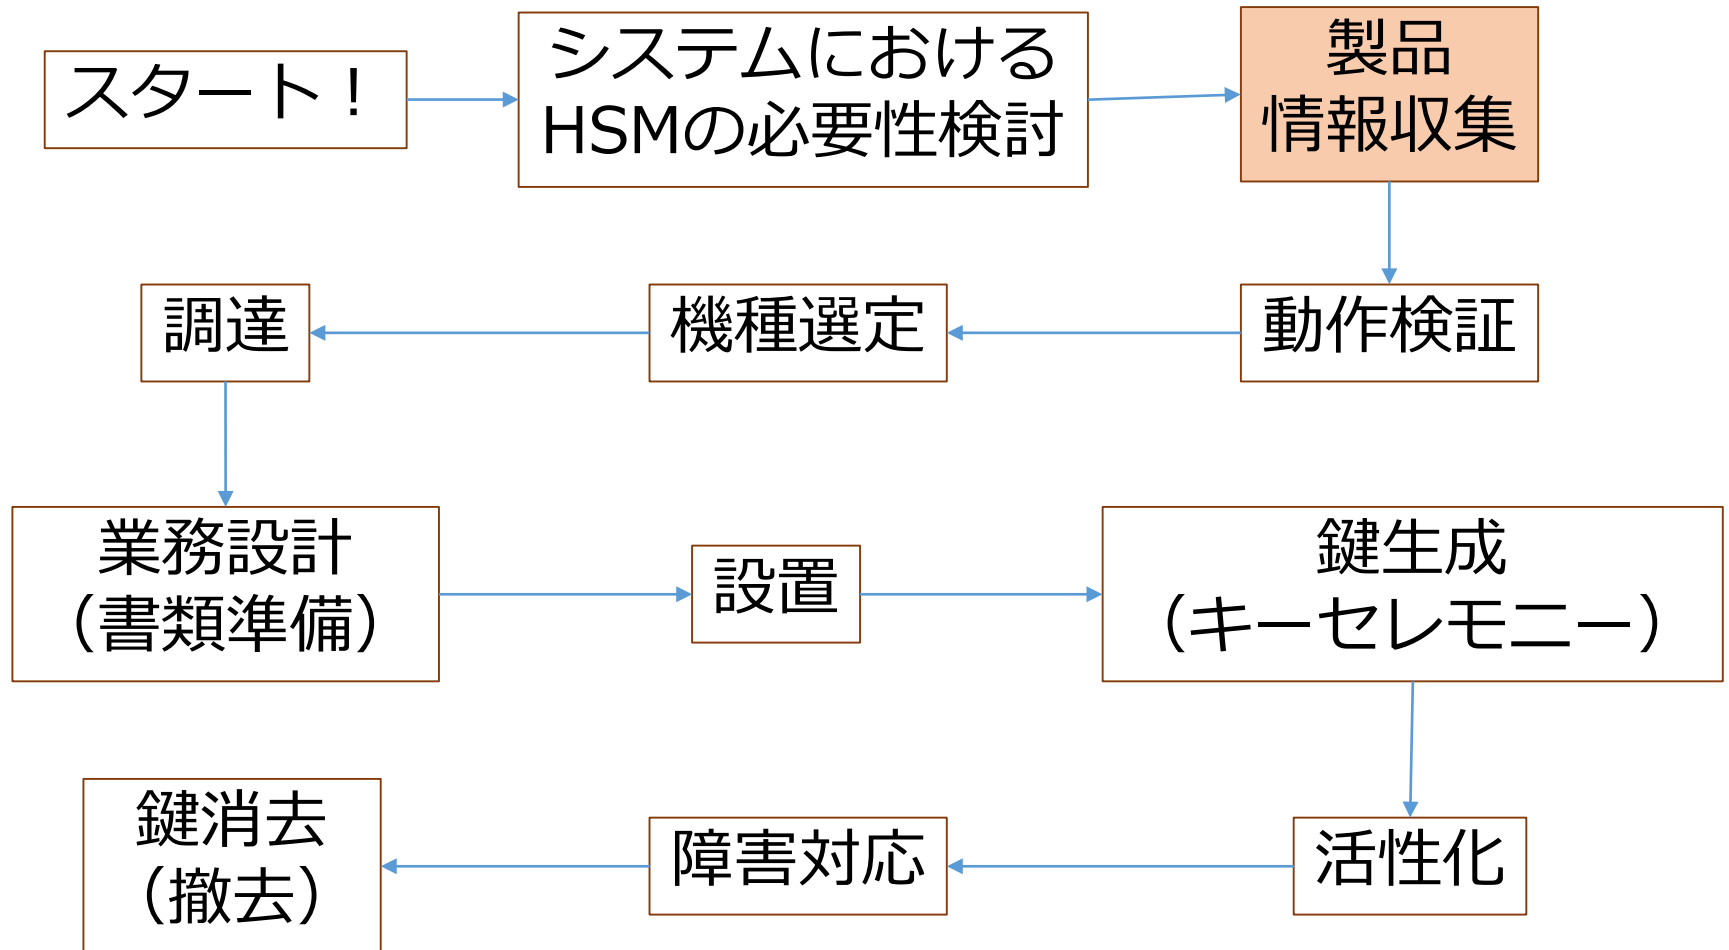 スタート！
システムにおける
HSMの必要性検討
製品
情報収集
動作検証
機種選定
調達
業務設計
（書類準備）
設置
鍵生成
（キーセレモニー）
活性化
障害対応
鍵消去
（撤去）